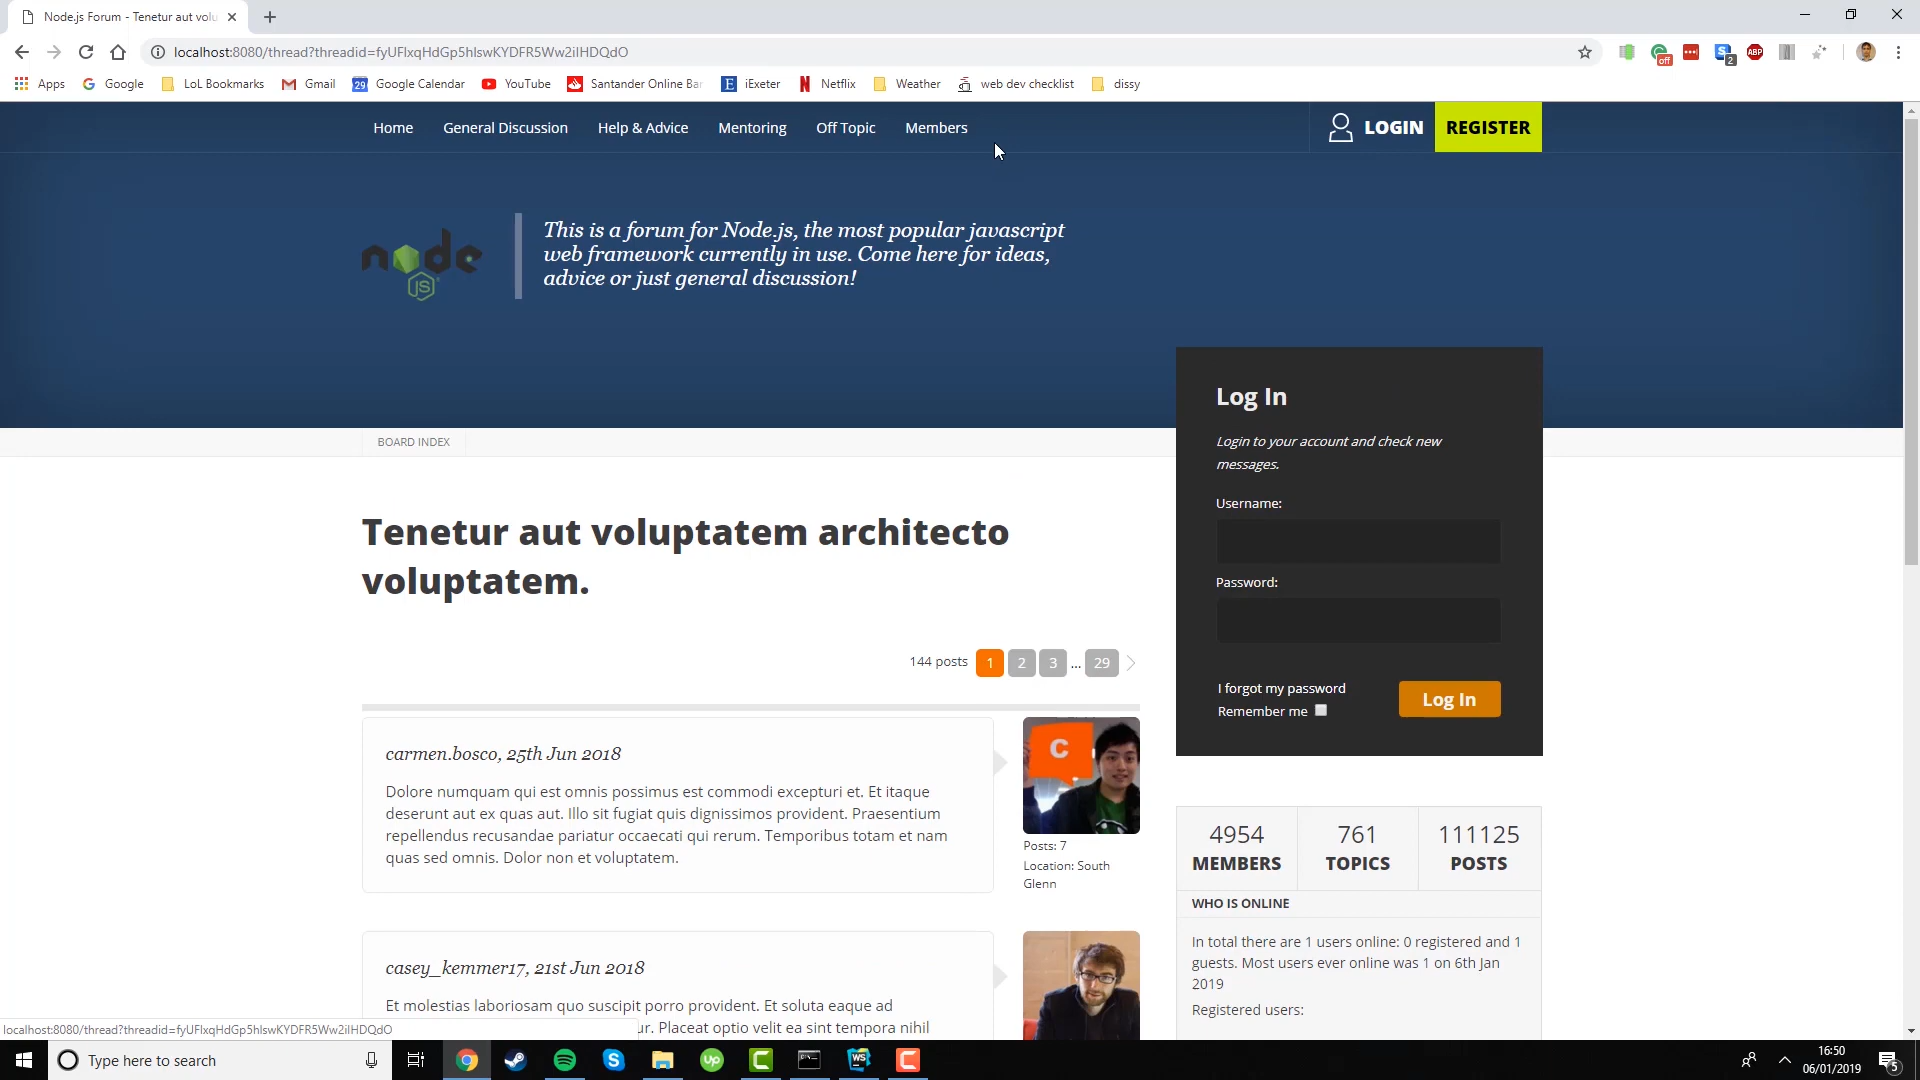 Node.js Forum - Tenetur aut volu
localhost:8080/thread?threadid=fyUFlxqHdGp5hlswKYDFR5Ww2ilHDQdO
off
2
ABP
Apps
Google
LoL Bookmarks
Gmail
29
Google Calendar
YouTube
Santander Online Bar
E
iExeter
N
Netflix
Weather
web dev checklist
dissy
Home
General Discussion
Help & Advice
Mentoring
Off Topic
Members
LOGIN
REGISTER
node
JS
This is a forum for Node.js, the most popular javascript
web framework currently in use. Come here for ideas,
advice or just general discussion!
BOARD INDEX
Log In
Login to your account and check new
messages.
Username:
Password:
I forgot my password
Remember me
Log In
Tenetur aut voluptatem architecto
voluptatem.
144 posts 1 2 3 ... 29
carmen.bosco, 25th Jun 2018
Dolore numquam qui est omnis possimus est commodi excepturi et. Et itaque
deserunt aut ex quas aut. Illo sit fugiat quis dignissimos provident. Praesentium
repellendus recusandae pariatur occaecati qui rerum. Temporibus totam et nam
quas sed omnis. Dolor non et voluptatem.
C
Posts: 7
Location: South
Glenn
casey_kemmer17, 21st Jun 2018
Et molestias laboriosam quo suscipit porro provident. Et soluta eaque ad
ur. Placeat optio velit ea sint tempora nihil
4954
MEMBERS
761
TOPICS
111125
POSTS
WHO IS ONLINE
In total there are 1 users online: 0 registered and 1
guests. Most users ever online was 1 on 6th Jan
2019
Registered users:
localhost:8080/thread?threadid=fyUFlxqHdGp5hlswKYDFR5Ww2ilHDQdO
Type here to search
Up
WS
16:50
06/01/2019
5